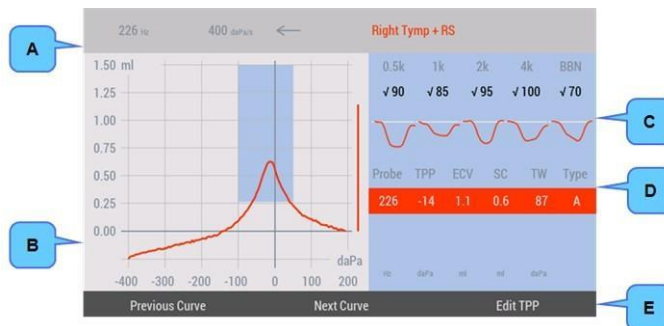 226 Hz 400 daPa/s Right Tymp + RS
A
1.50 ml
1.25
1.00
0.75
0.50
0.25
0.00
daPa
-400 -300 -200 -100 0 100 200
B
0.5k 1k 2k 4k BBN
√ 90 √ 85 √ 95 √ 100 √ 70
C
Probe TPP ECV SC TW Type
D
226 -14 1.1 0.6 87 A
Hz daPa ml ml daPa
Previous Curve Next Curve Edit TPP
E